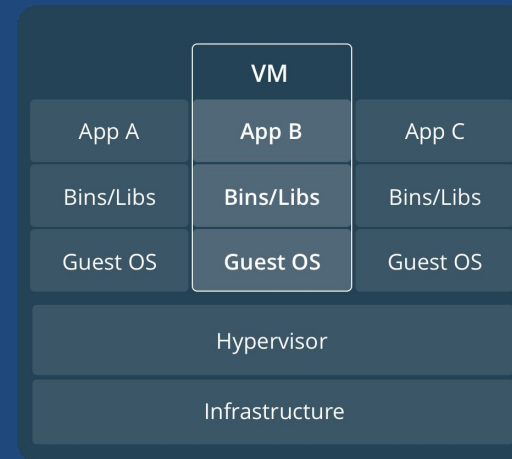 VM
App A
App B
App C
Bins/Libs
Bins/Libs
Bins/Libs
Guest OS
Guest OS
Guest OS
Hypervisor
Infrastructure